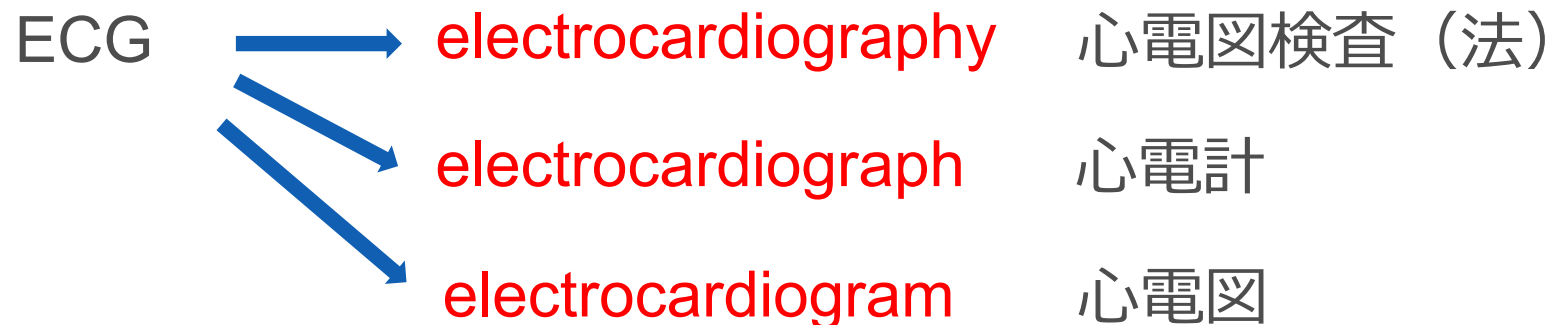 ECG electrocardiography 心電図検査（法）
electrocardiograph 心電計
electrocardiogram 心電図